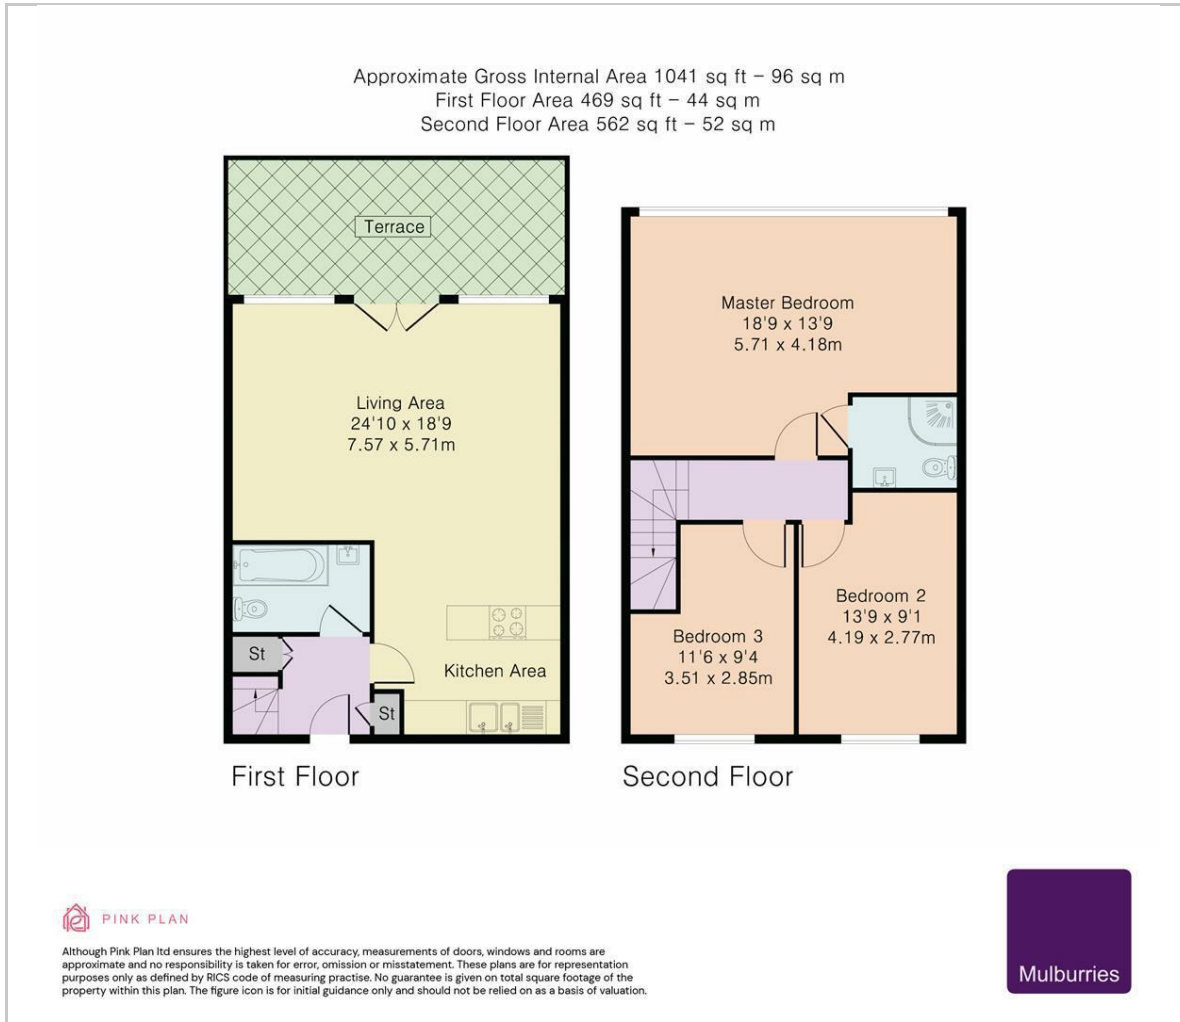 Approximate Gross Internal Area 1041 sq ft – 96 sq m
First Floor Area 469 sq ft – 44 sq m
Second Floor Area 562 sq ft – 52 sq m
Terrace
Living Area
24'10 x 18'9
7.57 x 5.71m
St
Kitchen Area
St
First Floor
Master Bedroom
18'9 x 13'9
5.71 x 4.18m
Bedroom 2
13'9 x 9'1
4.19 x 2.77m
Bedroom 3
11'6 x 9'4
3.51 x 2.85m
Second Floor
PINK PLAN
Although Pink Plan ltd ensures the highest level of accuracy, measurements of doors, windows and rooms are
approximate and no responsibility is taken for error, omission or misstatement. These plans are for representation
purposes only as defined by RICS code of measuring practise. No guarantee is given on total square footage of the
property within this plan. The figure icon is for initial guidance only and should not be relied on as a basis of valuation.
Mulburries